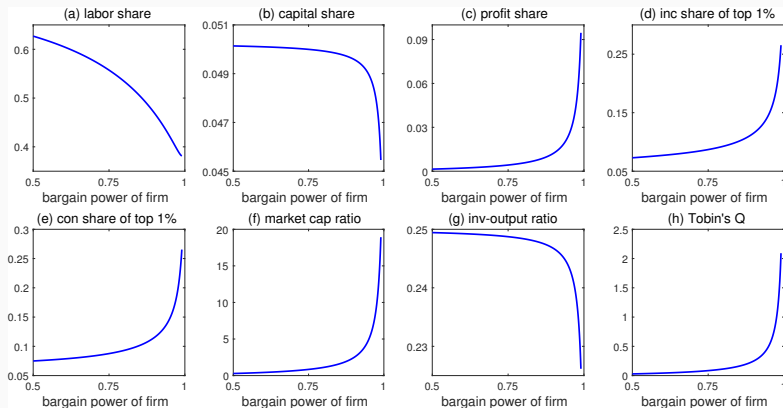 (a) labor share
0.6
0.5
0.4
0.5 0.75 1
bargain power of firm
(b) capital share
0.051
0.049
0.047
0.045
0.5 0.75 1
bargain power of firm
(c) profit share
0.09
0.06
0.03
0
0.5 0.75 1
bargain power of firm
(d) inc share of top 1%
0.25
0.15
0.05
0.5 0.75 1
bargain power of firm
(e) con share of top 1%
0.3
0.25
0.2
0.15
0.1
0.05
0.5 0.75 1
bargain power of firm
(f) market cap ratio
20
15
10
5
0
0.5 0.75 1
bargain power of firm
(g) inv-output ratio
0.25
0.24
0.23
0.5 0.75 1
bargain power of firm
(h) Tobin's Q
2.5
2
1.5
1
0.5
0
0.5 0.75 1
bargain power of firm